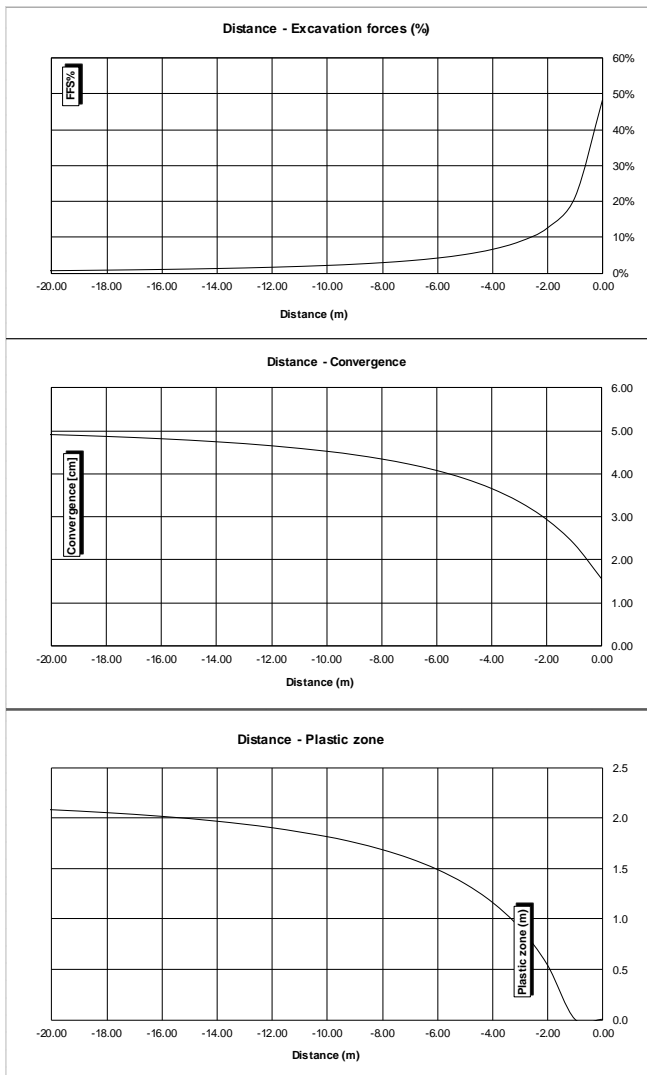 Distance - Excavation forces (%)
FFS%
60%
50%
40%
30%
20%
10%
0%
-20.00 -18.00 -16.00 -14.00 -12.00 -10.00 -8.00 -6.00 -4.00 -2.00 0.00
Distance (m)
Distance - Convergence
Convergence[cm]
6.00
5.00
4.00
3.00
2.00
1.00
0.00
-20.00 -18.00 -16.00 -14.00 -12.00 -10.00 -8.00 -6.00 -4.00 -2.00 0.00
Distance (m)
Distance - Plastic zone
Plastic zone (m)
2.5
2.0
1.5
1.0
0.5
0.0
-20.00 -18.00 -16.00 -14.00 -12.00 -10.00 -8.00 -6.00 -4.00 -2.00 0.00
Distance (m)